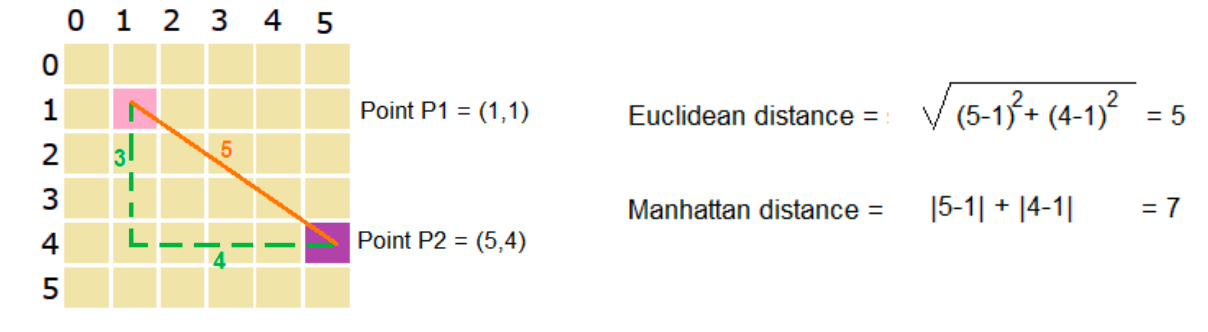 0 1 2 3 4 5
0
1
2
3
4
5
3
5
4
Point P1 = (1,1)
Point P2 = (5,4)
Euclidean distance = √(5-1)² + (4-1)² = 5
Manhattan distance = |5-1| + |4-1| = 7